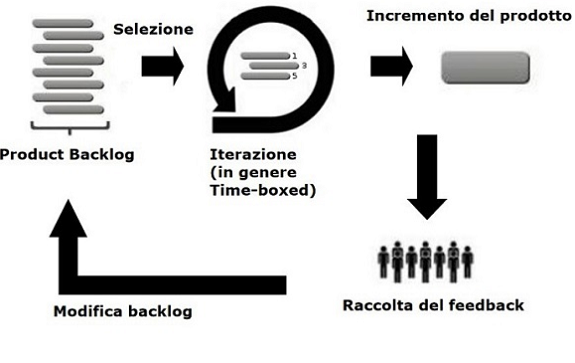 Incremento del prodotto
Selezione
1
3
5
Product Backlog
Iterazione
(in genere
Time-boxed)
Raccolta del feedback
Modifica backlog